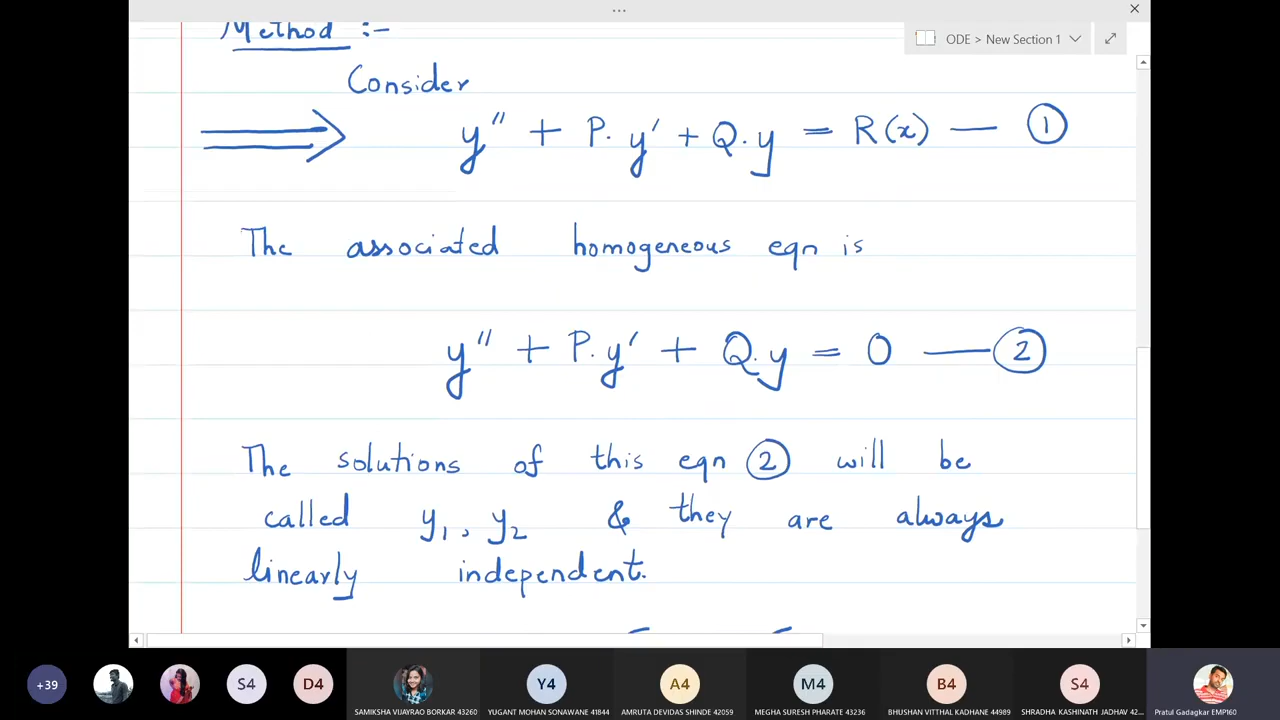 Method :-
ODE > New Section 1
Consider
y'' + P. y' + Q. y = R(x) — ①
The associated homogeneous eqn is
y'' + P. y' + Q. y = 0 — ②
The solutions of this eqn ② will be
called y₁, y₂ & they are always
linearly independent.
+39 S4 D4 Y4 A4 M4 B4 S4
SAMIKSHA VIJAYRAO BORKAR 43260 YUGANT MOHAN SONAWANE 41844 AMRUTA DEVIDAS SHINDE 42059 MEGHA SURESH PHARATE 43236 BHUSHAN VITTHAL KADHANE 44989 SHRADHA KASHINATH JADHAV 42... Pratul Gadagkar EMP160